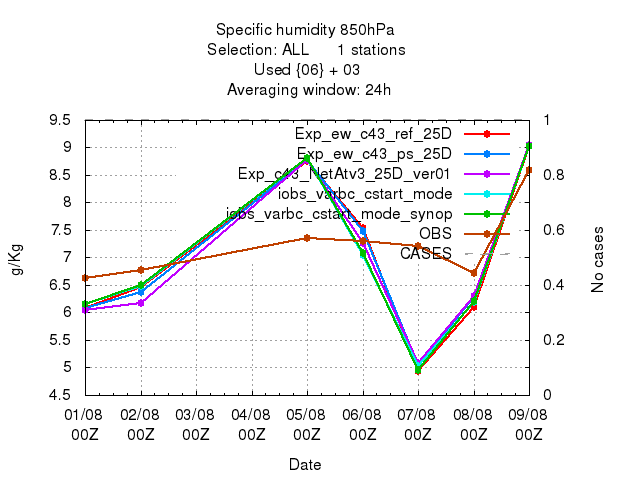 Specific humidity 850hPa
Selection: ALL 1 stations
Used {06} + 03
Averaging window: 24h
9.5 1
9 Exp_ew_c43_ref_25D
Exp_ew_c43_ps_25D
8.5 Exp_c43_NetAtv3_25D_ver01 0.8
8 iobs_varbc_cstart_mode
iobs_varbc_cstart_mode_synop
7.5 OBS 0.6
7 CASES
6.5 0.4
6
5.5 0.2
5
4.5 0
g/Kg
No cases
01/08 02/08 03/08 04/08 05/08 06/08 07/08 08/08 09/08
00Z 00Z 00Z 00Z 00Z 00Z 00Z 00Z 00Z
Date